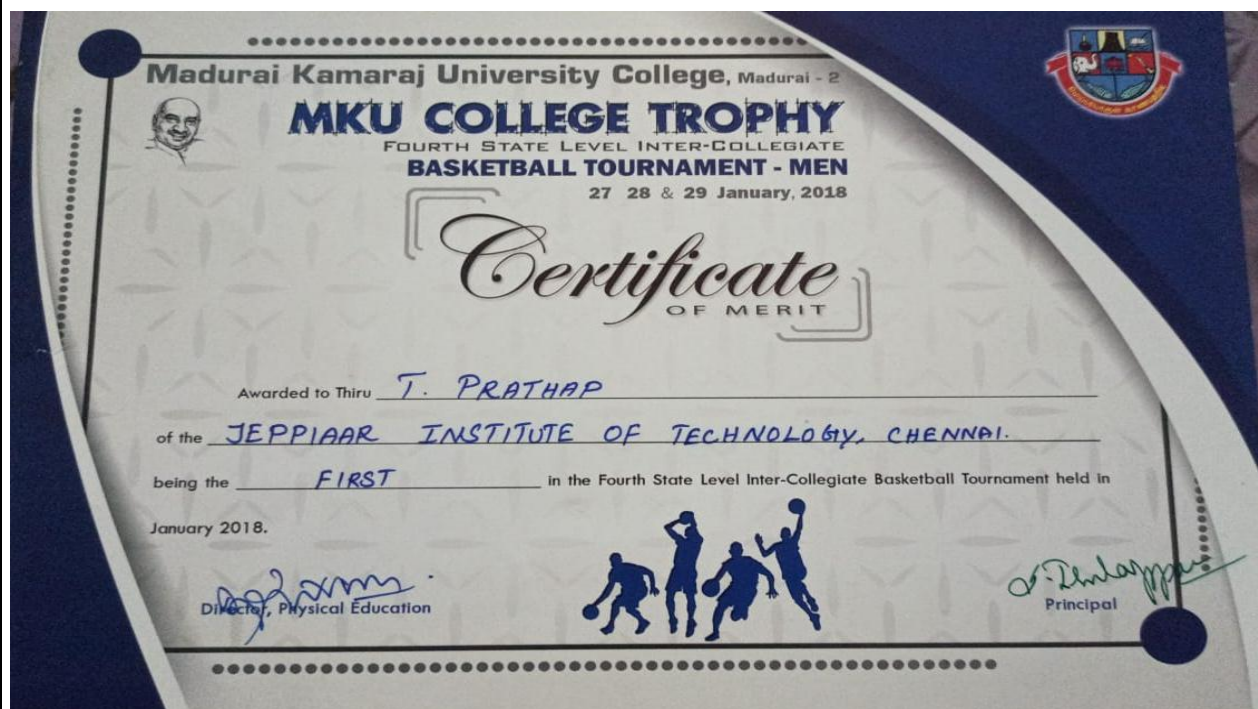 Madurai Kamaraj University College, Madurai - 2
MKU COLLEGE TROPHY
FOURTH STATE LEVEL INTER-COLLEGIATE
BASKETBALL TOURNAMENT - MEN
27 28 & 29 January, 2018
Certificate
OF MERIT
Awarded to Thiru T. PRATHAP
of the JEPPIAAR INSTITUTE OF TECHNOLOGY, CHENNAI.
being the FIRST in the Fourth State Level Inter-Collegiate Basketball Tournament held in
January 2018.
Director, Physical Education
Principal